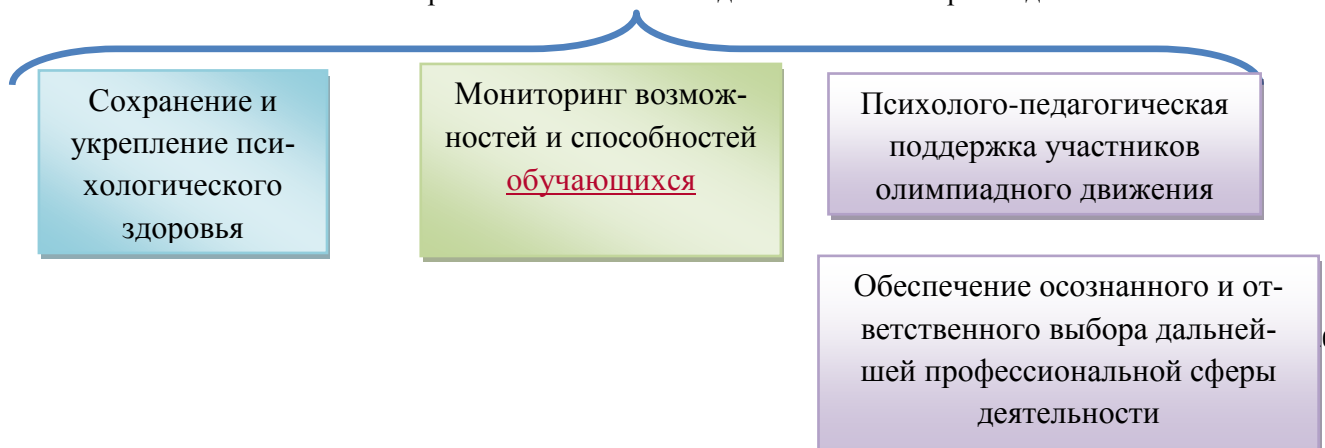 Сохранение и
укрепление пси-
хологического
здоровья
Мониторинг возмож-
ностей и способностей
обучающихся
Психолого-педагогическая
поддержка участников
олимпиадного движения
Обеспечение осознанного и от-
ветственного выбора дальней-
шей профессиональной сферы
деятельности